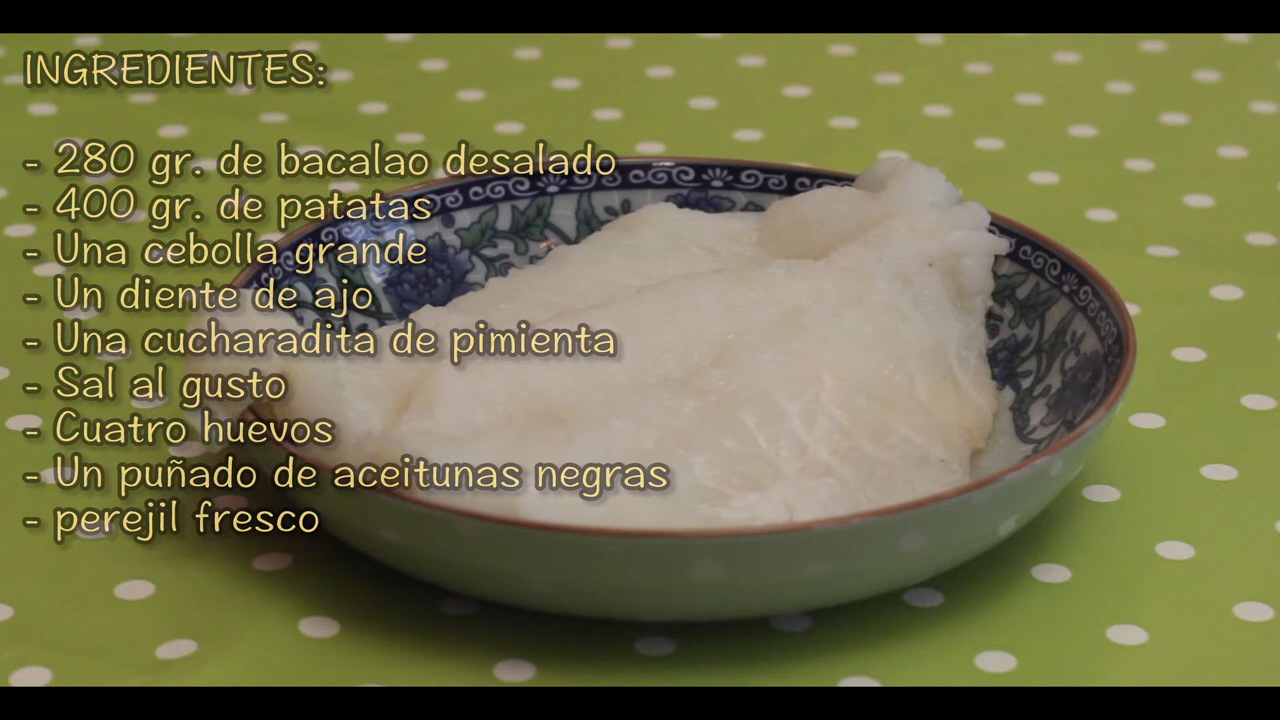 INGREDIENTES:
- 280 gr. de bacalao desalado
- 400 gr. de patatas
- Una cebolla grande
- Un diente de ajo
- Una cucharadita de pimienta
- Sal al gusto
- Cuatro huevos
- Un puñado de aceitunas negras
- perejil fresco